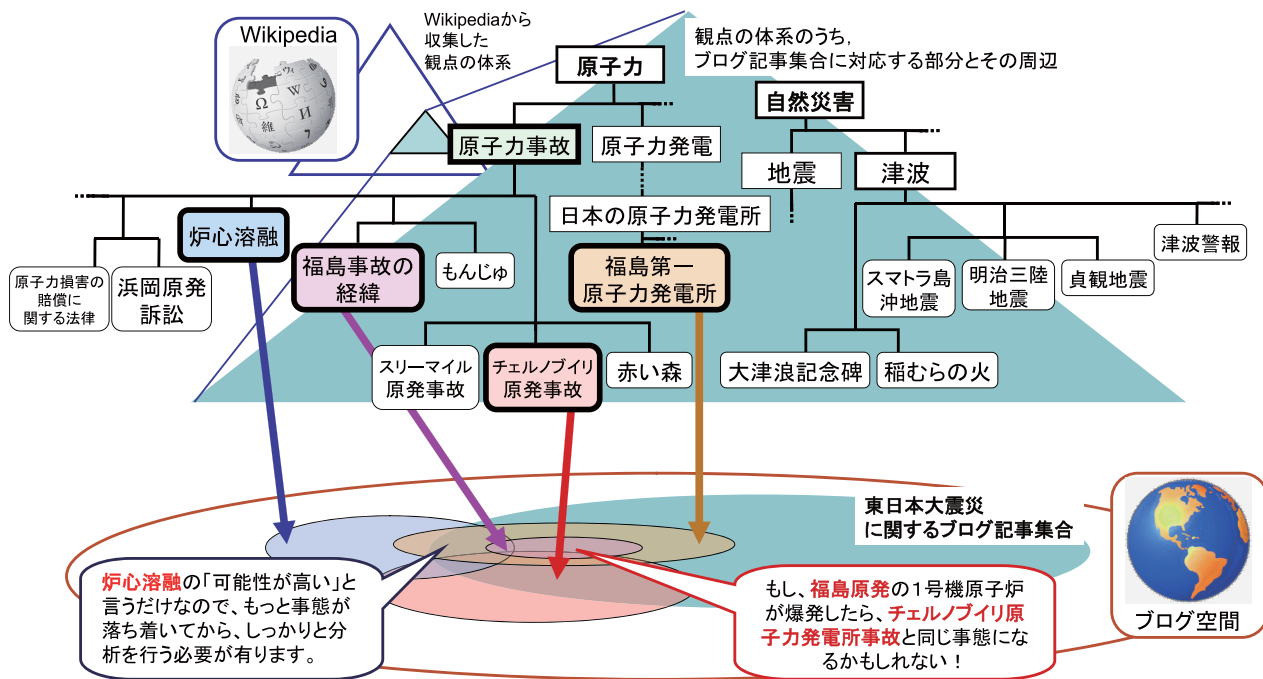 Wikipedia
Ω
W
И
維
Wikipediaから
収集した
観点の体系
観点の体系のうち,
ブログ記事集合に対応する部分とその周辺
原子力
自然災害
原子力事故
原子力発電
地震
津波
日本の原子力発電所
炉心溶融
福島事故の
経緯
もんじゅ
福島第一
原子力発電所
津波警報
原子力損害の
賠償に
関する法律
浜岡原発
訴訟
スマトラ島
沖地震
明治三陸
地震
貞観地震
スリーマイル
原発事故
チェルノブイリ
原発事故
赤い森
大津浪記念碑
稲むらの火
東日本大震災
に関するブログ記事集合
炉心溶融の「可能性が高い」と
言うだけなので、もっと事態が
落ち着いてから、しっかりと分
析を行う必要が有ります。
もし、福島原発の1号機原子炉
が爆発したら、チェルノブイリ原
子力発電所事故と同じ事態にな
るかもしれない！
ブログ空間